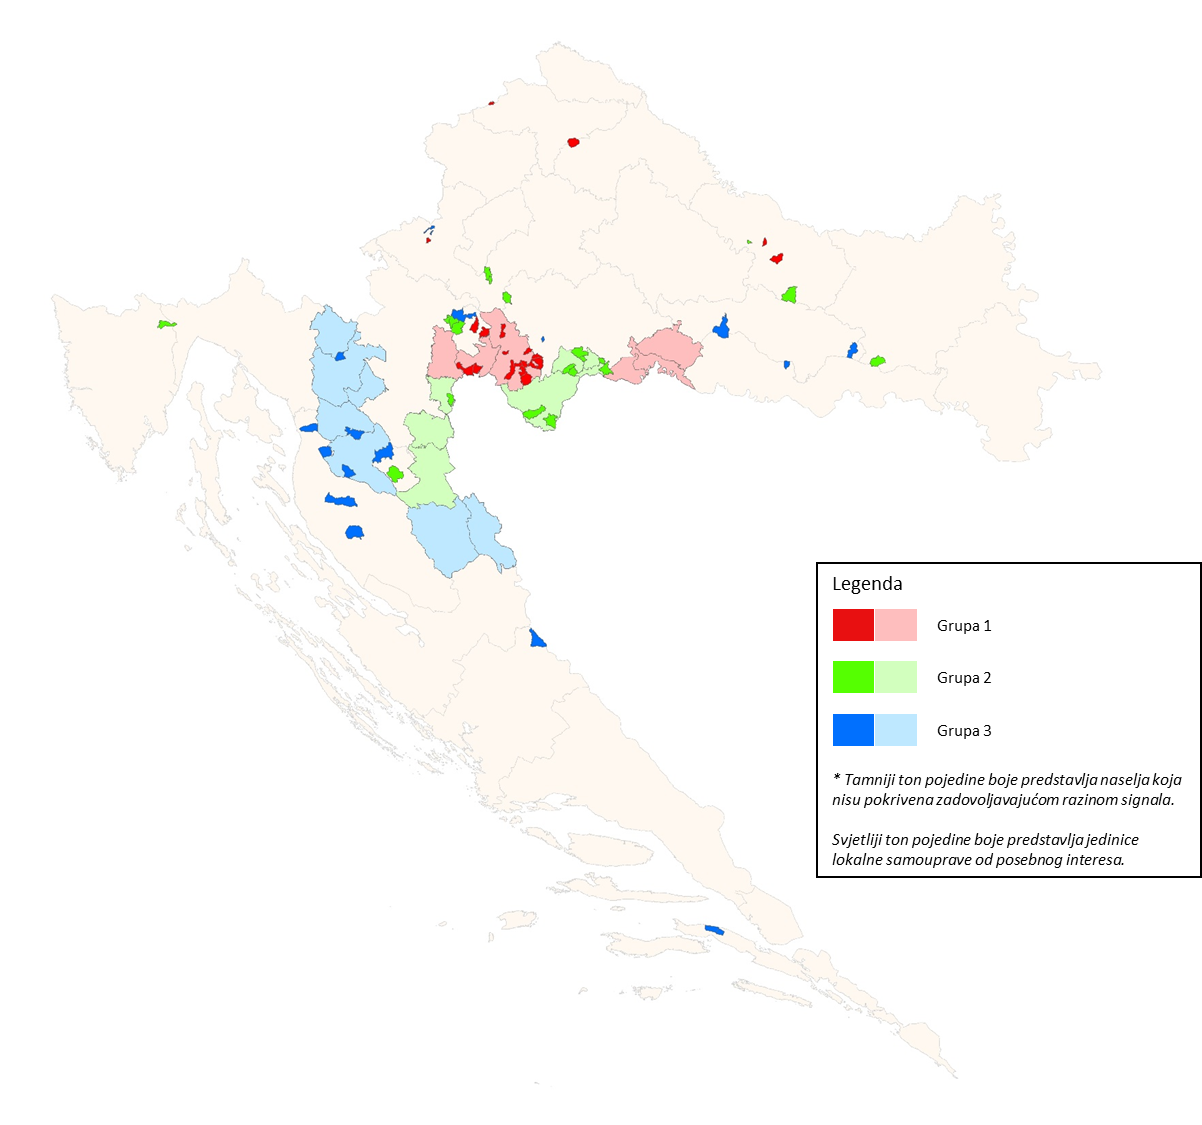 Legenda
Grupa 1
Grupa 2
Grupa 3
* Tamniji ton pojedine boje predstavlja naselja koja
nisu pokrivena zadovoljavajućom razinom signala.
Svjetliji ton pojedine boje predstavlja jedinice
lokalne samouprave od posebnog interesa.